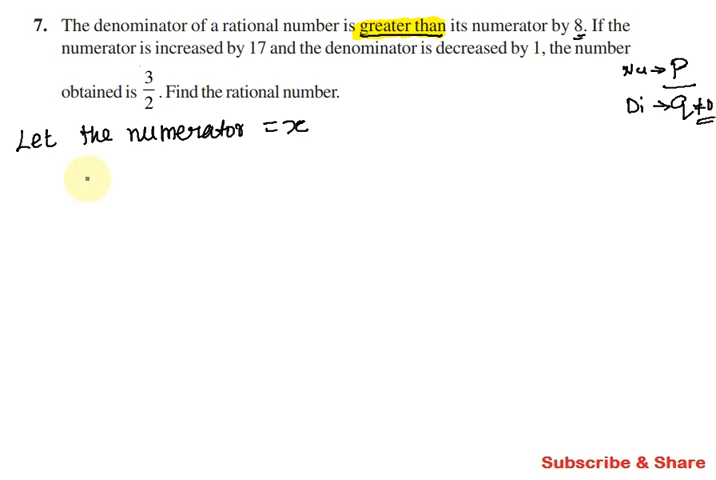 7. The denominator of a rational number is greater than its numerator by 8. If the
numerator is increased by 17 and the denominator is decreased by 1, the number
obtained is 3/2. Find the rational number.
Nu → P
Di → q ≠ 0
Let the numerator = x
Subscribe & Share